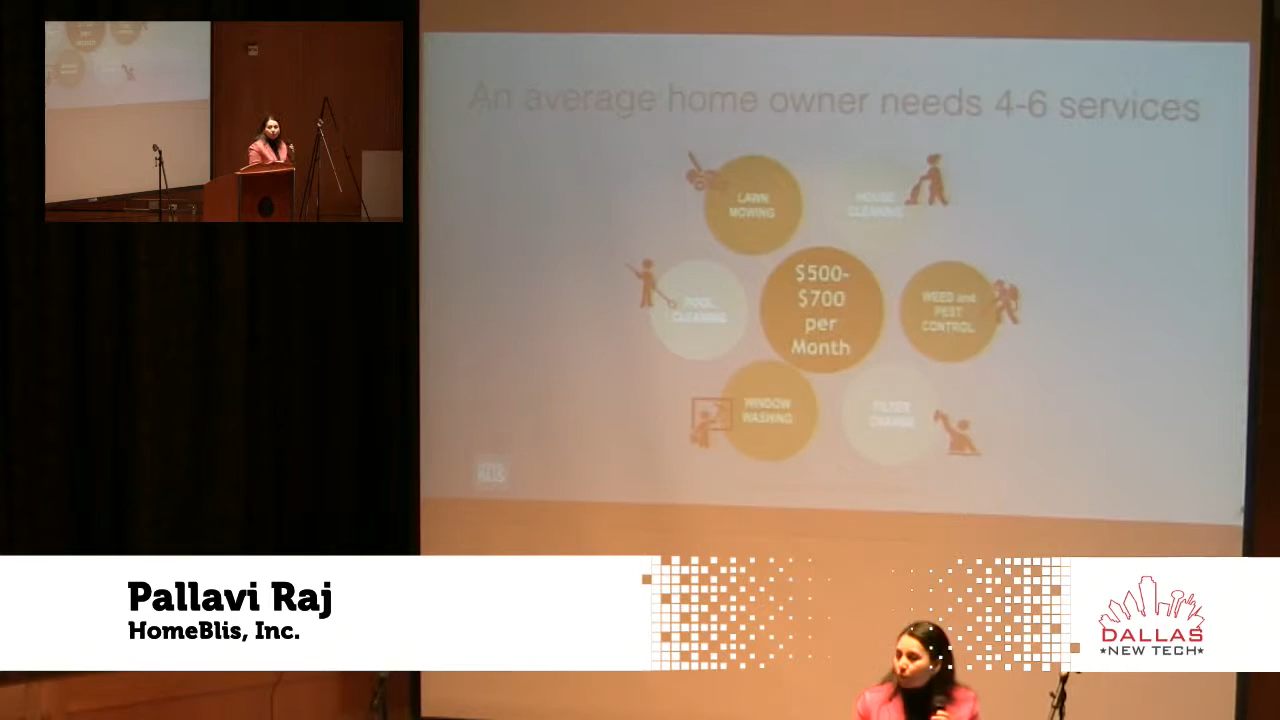 An average home owner needs 4-6 services
LAWN
MOWING
HOUSE
CLEANING
POOL
CLEANING
$500-
$700
per
Month
WEED and
PEST
CONTROL
WINDOW
WASHING
FILTER
CHANGE
Pallavi Raj
HomeBlis, Inc.
DALLAS
NEW TECH